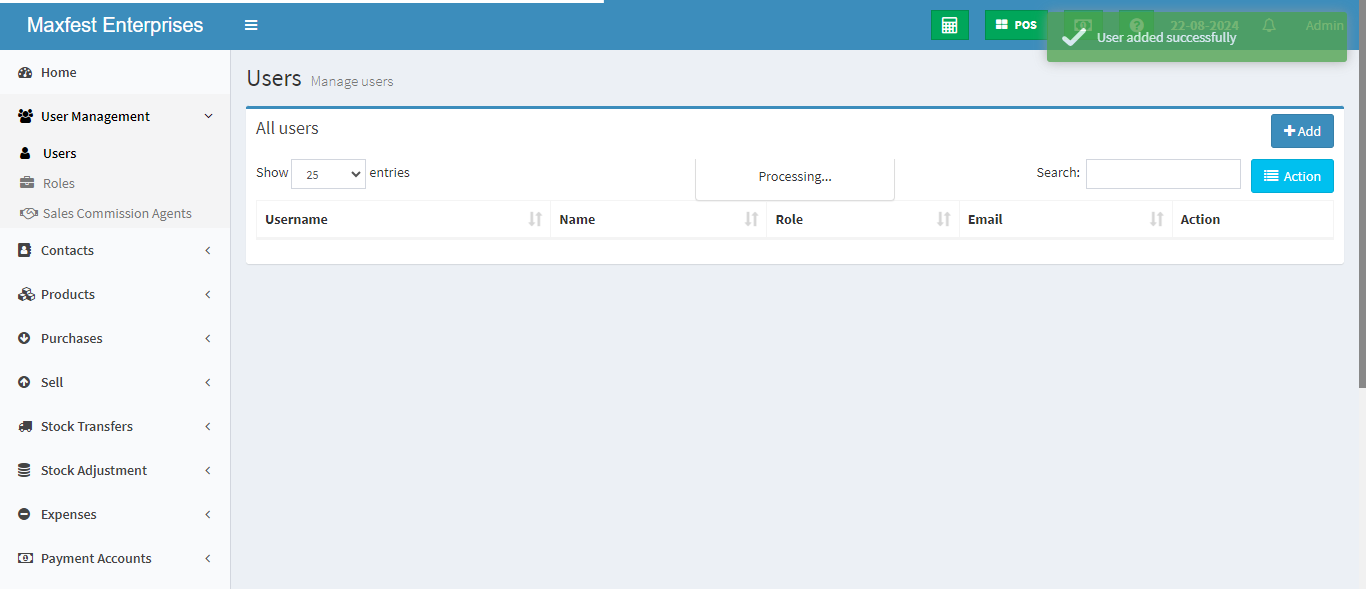 Maxfest Enterprises
POS
22-08-2024
Admin
User added successfully
Home
User Management
Users
Roles
Sales Commission Agents
Contacts
Products
Purchases
Sell
Stock Transfers
Stock Adjustment
Expenses
Payment Accounts
Users Manage users
All users
Add
Show 25 entries
Processing...
Search:
Action
Username Name Role Email Action